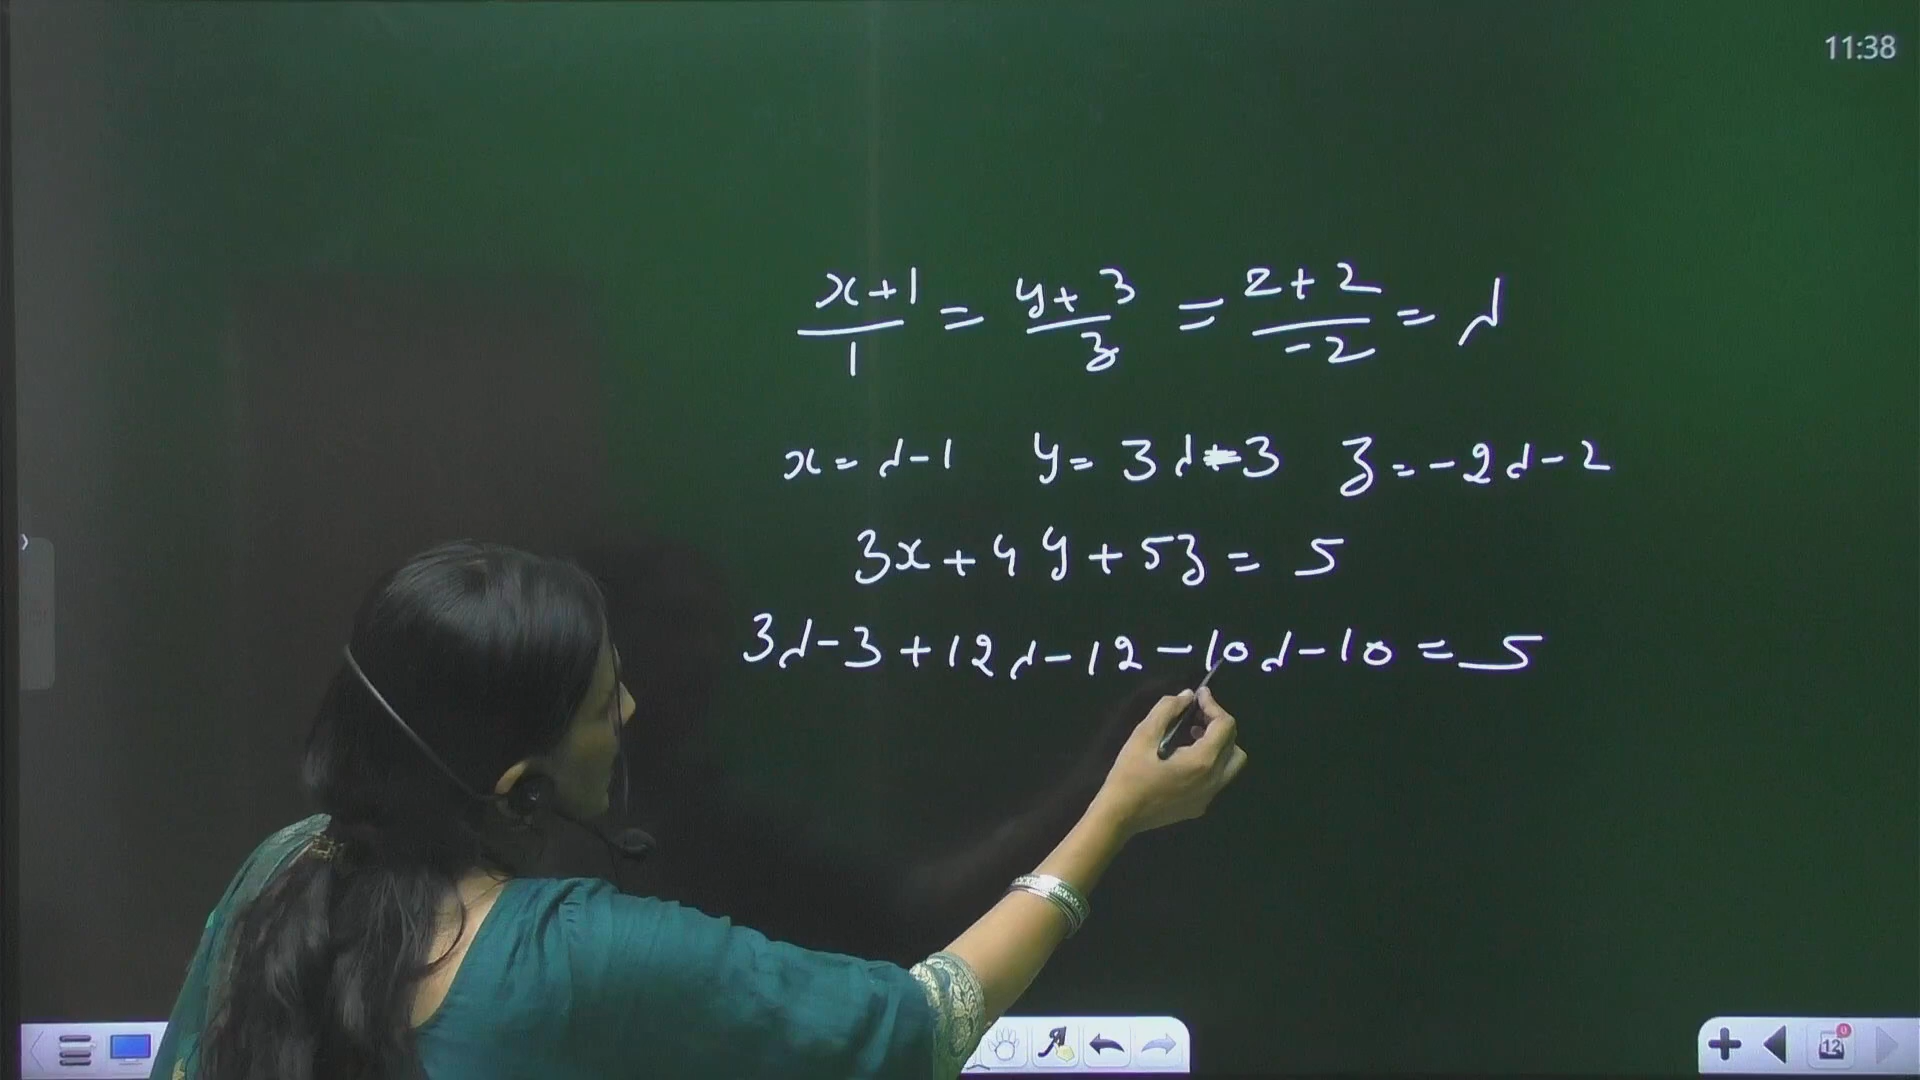 11:38
x+1/1 = y+3/3 = z+2/-2 = λ
x = λ-1 y = 3λ-3 z = -2λ-2
3x+4y+5z = 5
3λ-3+12λ-12-10λ-10 = 5
12